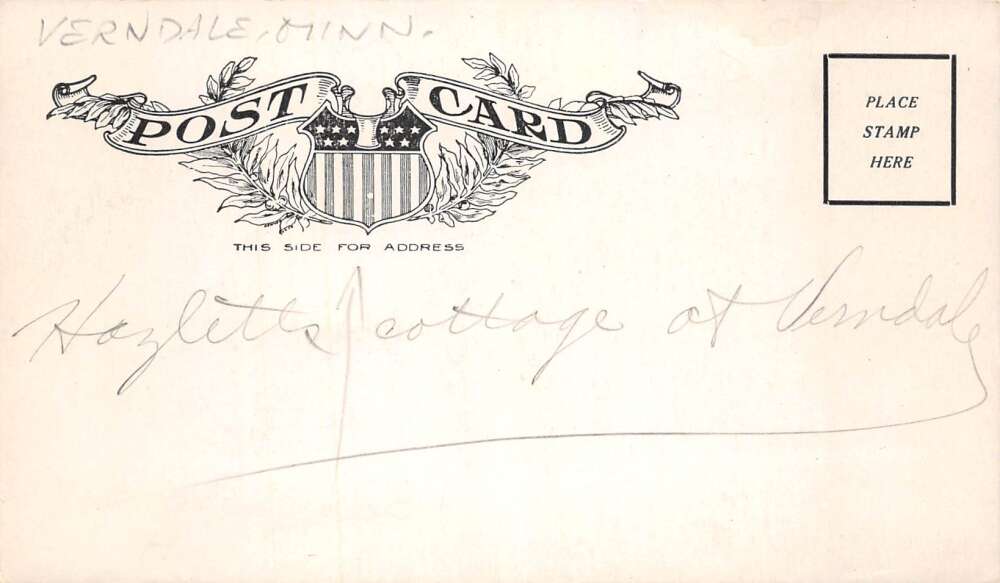 VERNDALE, MINN.
POST CARD
PLACE
STAMP
HERE
THIS SIDE FOR ADDRESS
Hazletts cottage at Verndale